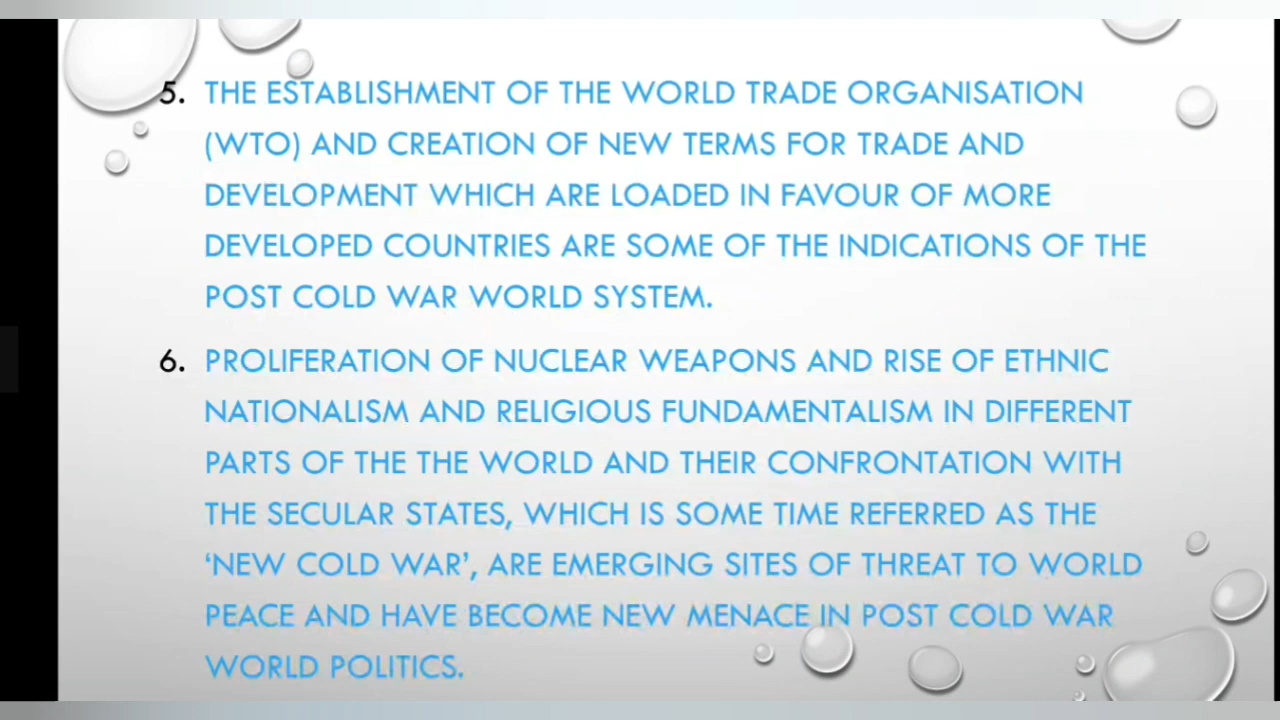 5. THE ESTABLISHMENT OF THE WORLD TRADE ORGANISATION
(WTO) AND CREATION OF NEW TERMS FOR TRADE AND
DEVELOPMENT WHICH ARE LOADED IN FAVOUR OF MORE
DEVELOPED COUNTRIES ARE SOME OF THE INDICATIONS OF THE
POST COLD WAR WORLD SYSTEM.
6. PROLIFERATION OF NUCLEAR WEAPONS AND RISE OF ETHNIC
NATIONALISM AND RELIGIOUS FUNDAMENTALISM IN DIFFERENT
PARTS OF THE THE WORLD AND THEIR CONFRONTATION WITH
THE SECULAR STATES, WHICH IS SOME TIME REFERRED AS THE
‘NEW COLD WAR’, ARE EMERGING SITES OF THREAT TO WORLD
PEACE AND HAVE BECOME NEW MENACE IN POST COLD WAR
WORLD POLITICS.